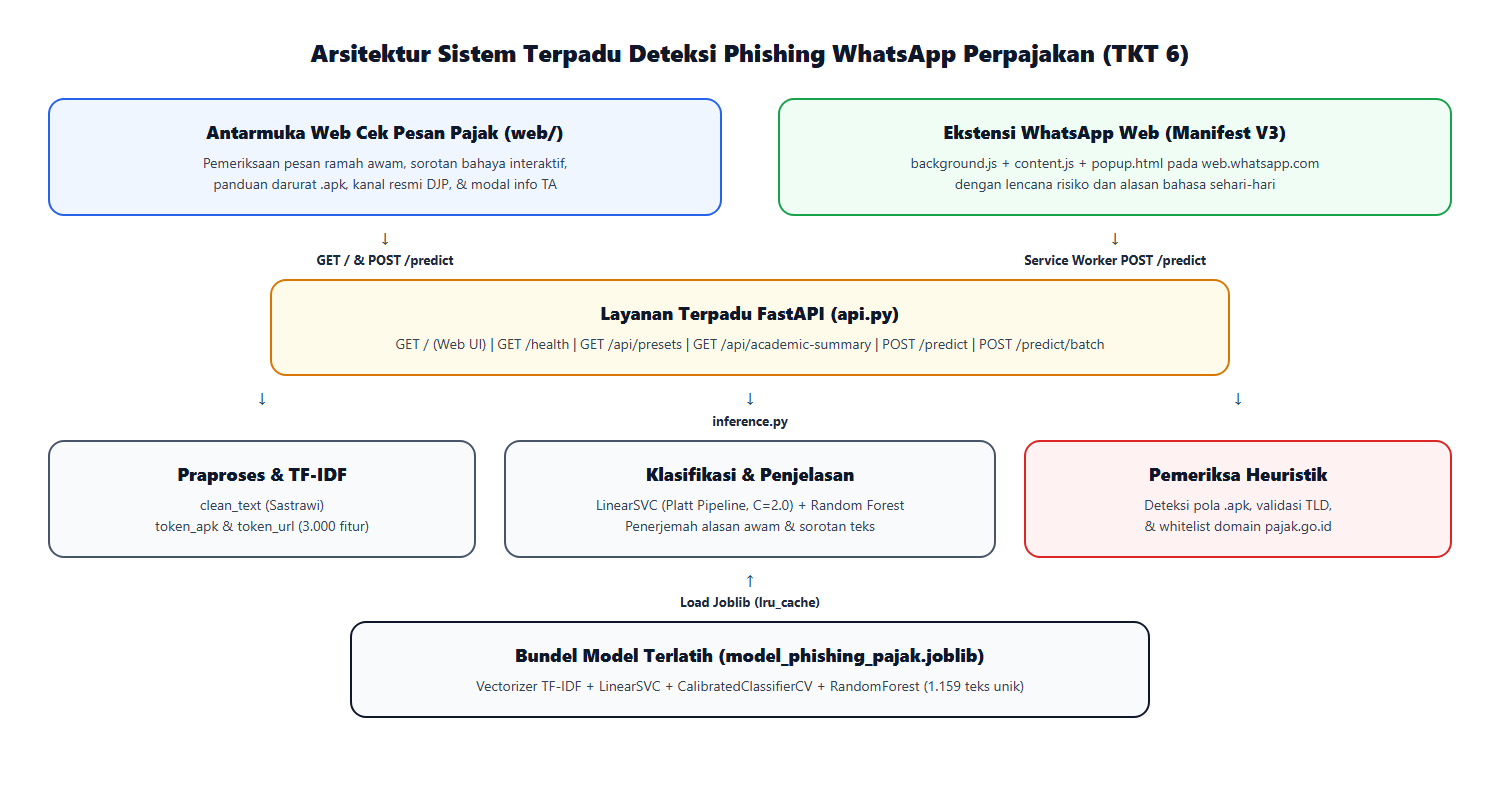 Arsitektur Sistem Terpadu Deteksi Phishing WhatsApp Perpajakan (TKT 6)
Antarmuka Web Cek Pesan Pajak (web/)
Pemeriksaan pesan ramah awam, sorotan bahaya interaktif,
panduan darurat .apk, kanal resmi DJP, & modal info TA
Ekstensi WhatsApp Web (Manifest V3)
background.js + content.js + popup.html pada web.whatsapp.com
dengan lencana risiko dan alasan bahasa sehari-hari
↓
GET / & POST /predict
↓
Service Worker POST /predict
Layanan Terpadu FastAPI (api.py)
GET / (Web UI) | GET /health | GET /api/presets | GET /api/academic-summary | POST /predict | POST /predict/batch
↓
↓
inference.py
↓
Praproses & TF-IDF
clean_text (Sastrawi)
token_apk & token_url (3.000 fitur)
Klasifikasi & Penjelasan
LinearSVC (Platt Pipeline, C=2.0) + Random Forest
Penerjemah alasan awam & sorotan teks
Pemeriksa Heuristik
Deteksi pola .apk, validasi TLD,
& whitelist domain pajak.go.id
↑
Load Joblib (lru_cache)
Bundel Model Terlatih (model_phishing_pajak.joblib)
Vectorizer TF-IDF + LinearSVC + CalibratedClassifierCV + RandomForest (1.159 teks unik)